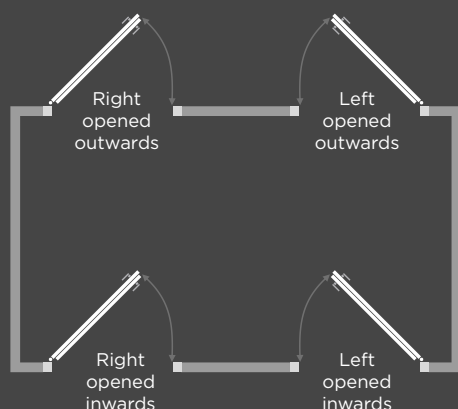 Right
opened
outwards
Left
opened
outwards
Right
opened
inwards
Left
opened
inwards